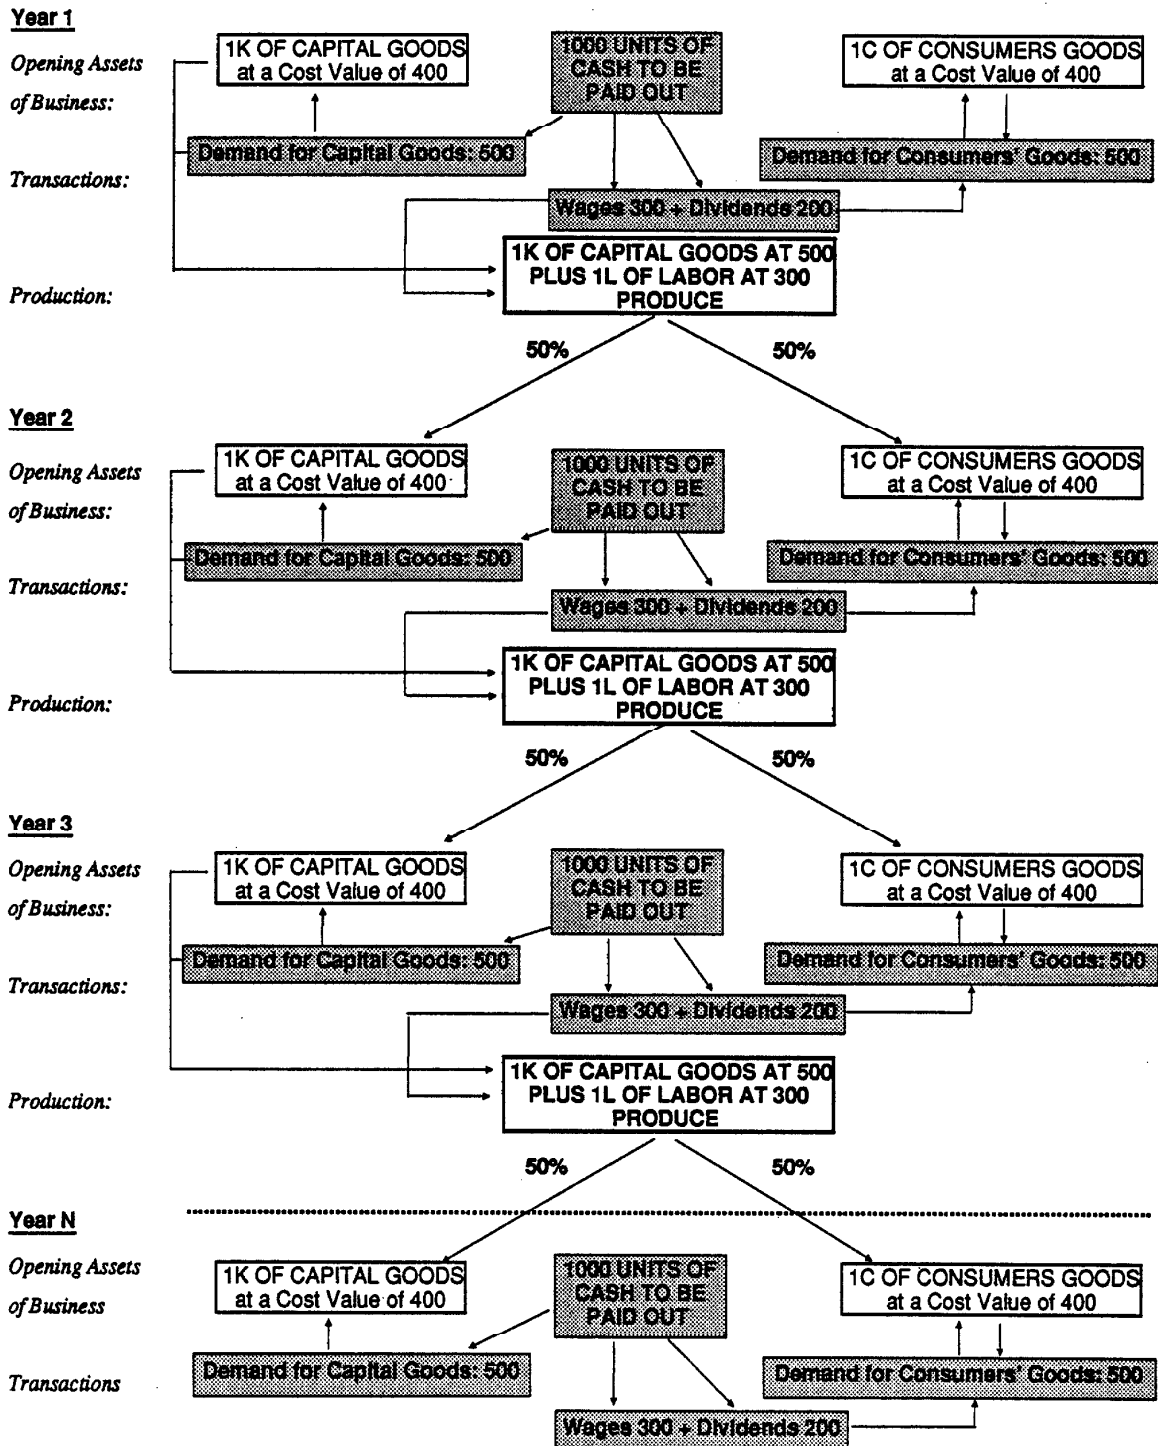 Year 1
Opening Assets
of Business:
1K OF CAPITAL GOODS
at a Cost Value of 400
1000 UNITS OF
CASH TO BE
PAID OUT
1C OF CONSUMERS GOODS
at a Cost Value of 400
Transactions:
Demand for Capital Goods: 500
Demand for Consumers' Goods: 500
Wages 300 + Dividends 200
Production:
1K OF CAPITAL GOODS AT 500
PLUS 1L OF LABOR AT 300
PRODUCE
50%
50%
Year 2
Opening Assets
of Business:
1K OF CAPITAL GOODS
at a Cost Value of 400
1000 UNITS OF
CASH TO BE
PAID OUT
1C OF CONSUMERS GOODS
at a Cost Value of 400
Transactions:
Demand for Capital Goods: 500
Demand for Consumers' Goods: 500
Wages 300 + Dividends 200
Production:
1K OF CAPITAL GOODS AT 500
PLUS 1L OF LABOR AT 300
PRODUCE
50%
50%
Year 3
Opening Assets
of Business:
1K OF CAPITAL GOODS
at a Cost Value of 400
1000 UNITS OF
CASH TO BE
PAID OUT
1C OF CONSUMERS GOODS
at a Cost Value of 400
Transactions:
Demand for Capital Goods: 500
Demand for Consumers' Goods: 500
Wages 300 + Dividends 200
Production:
1K OF CAPITAL GOODS AT 500
PLUS 1L OF LABOR AT 300
PRODUCE
50%
50%
Year N
Opening Assets
of Business
1K OF CAPITAL GOODS
at a Cost Value of 400
1000 UNITS OF
CASH TO BE
PAID OUT
1C OF CONSUMERS GOODS
at a Cost Value of 400
Transactions
Demand for Capital Goods: 500
Demand for Consumers' Goods: 500
Wages 300 + Dividends 200